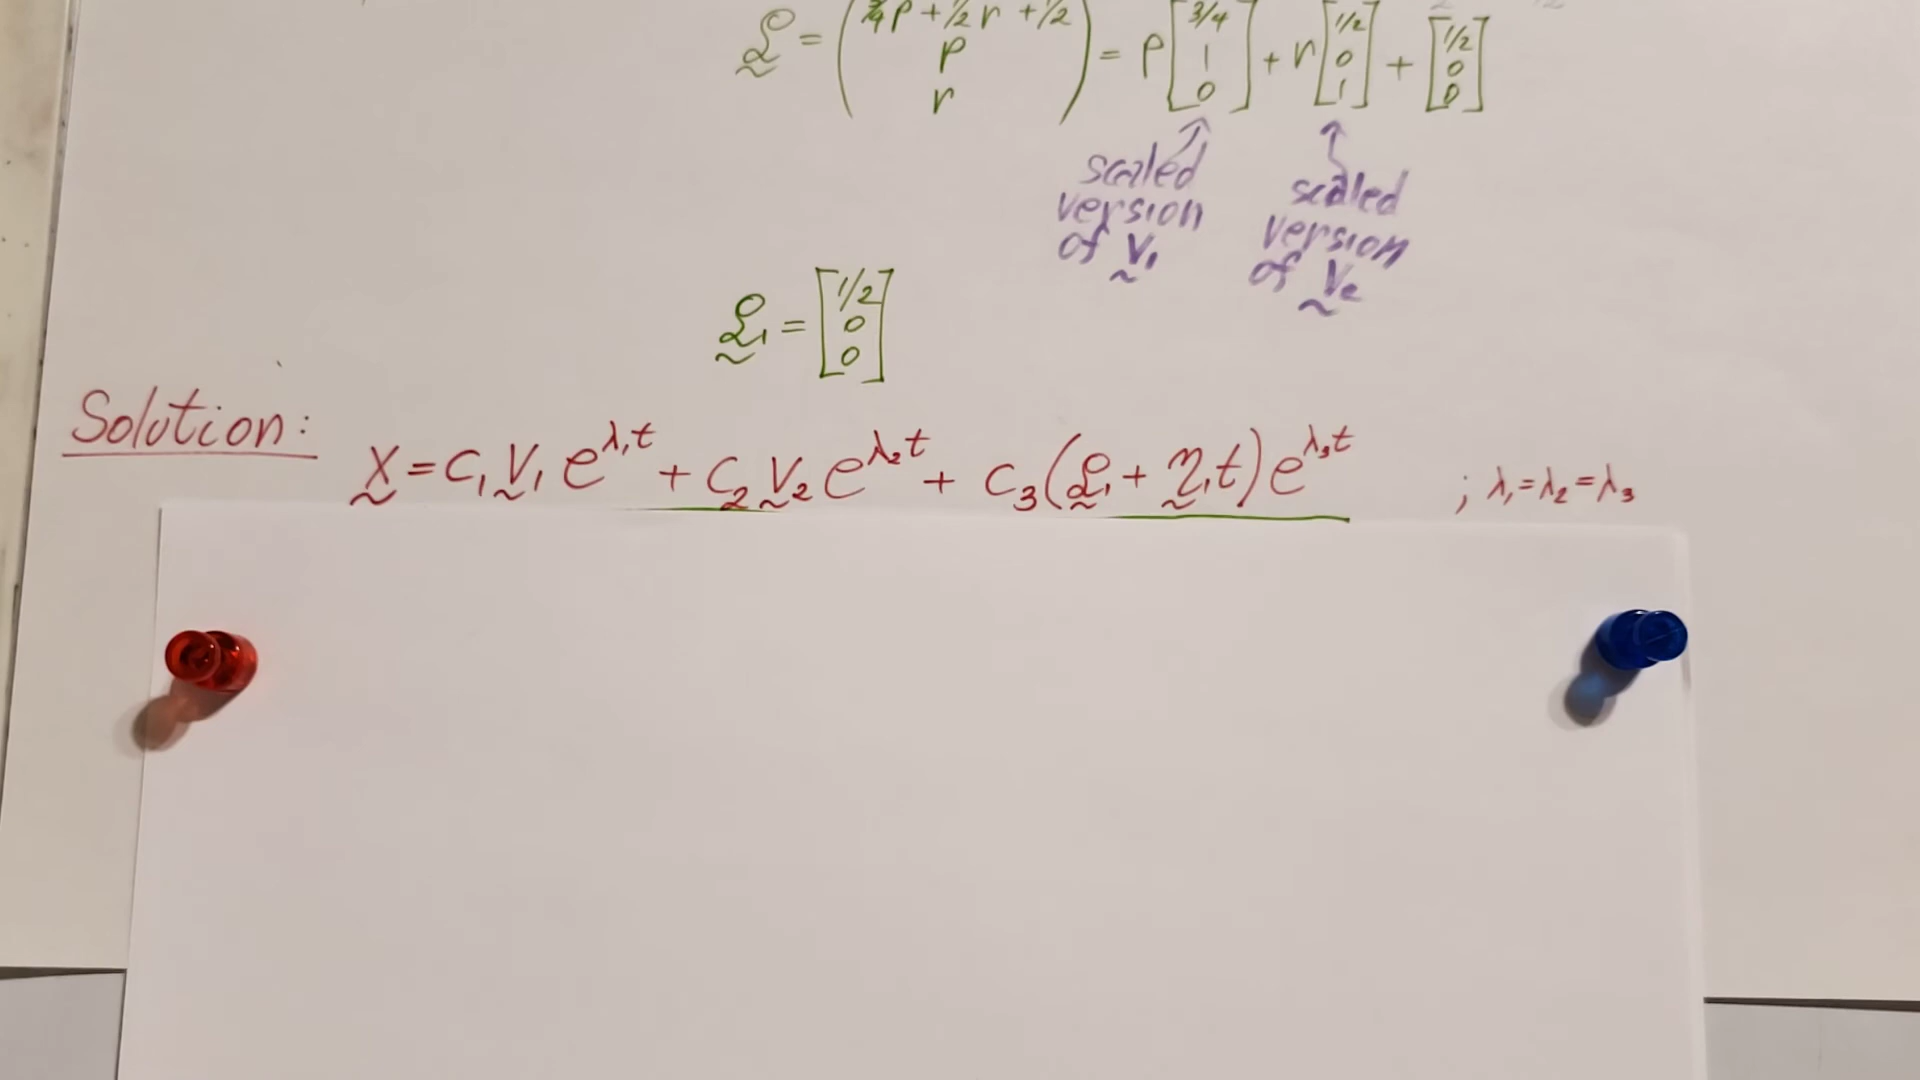 ρ = (3/4 p + 1/2 r + 1/2, p, r) = p [3/4, 1, 0] + r [1/2, 0, 1] + [1/2, 0, 0]
scaled version of v₁
scaled version of v₂
ρ₁ = [1/2, 0, 0]
Solution:
x = c₁ v₁ e^{λ₁t} + c₂ v₂ e^{λ₂t} + c₃ (ρ₁ + η₁ t) e^{λ₃t} ; λ₁ = λ₂ = λ₃